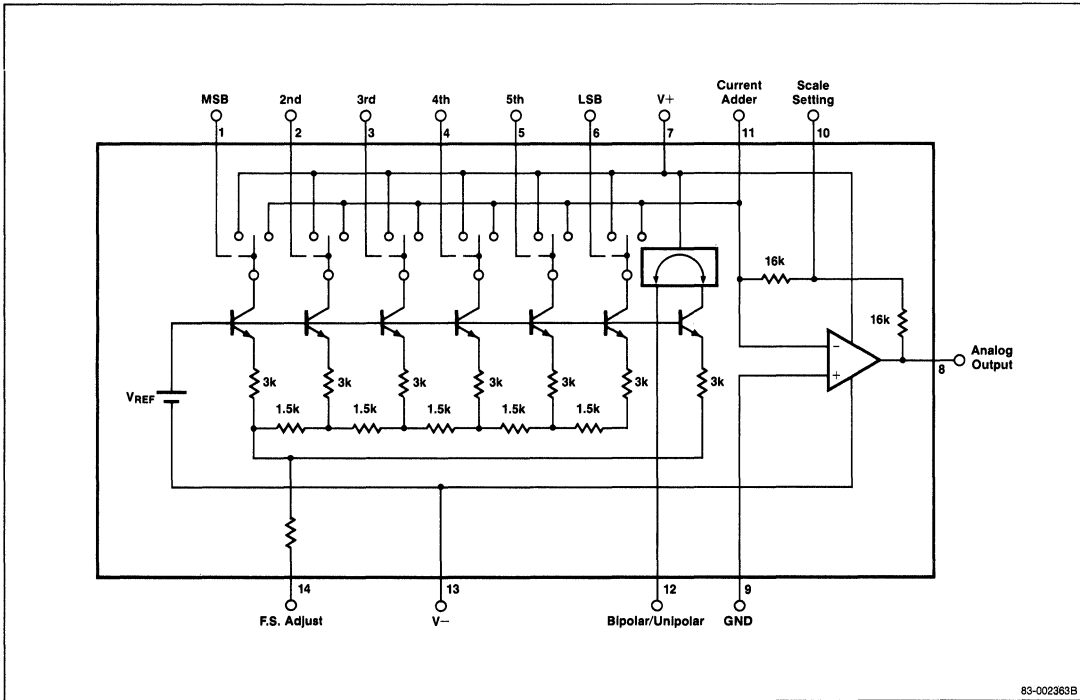 MSB 2nd 3rd 4th 5th LSB V+ Current Adder Scale Setting
1 2 3 4 5 6 7 11 10
16k
16k
−
+
Analog Output
8
3k 3k 3k 3k 3k 3k 3k
VREF
1.5k 1.5k 1.5k 1.5k 1.5k
14 13 12 9
F.S. Adjust V− Bipolar/Unipolar GND
83-002363B